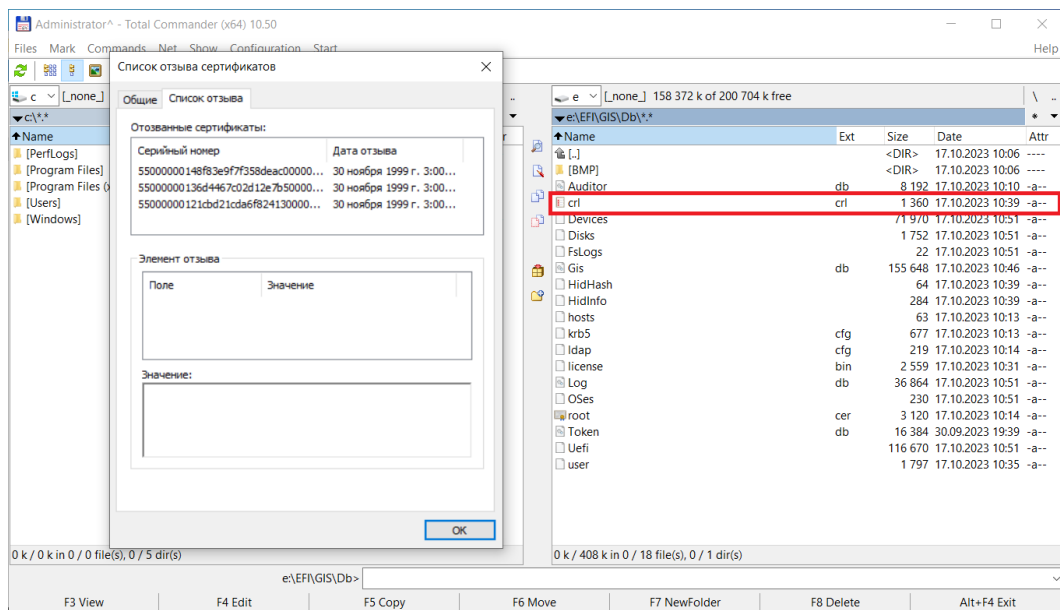 Administrator^ - Total Commander (x64) 10.50
Files Mark Commands Net Show Configuration Start Help
Список отзыва сертификатов
c [_none_]
c:\*.*
Name
[PerfLogs]
[Program Files]
[Program Files (
[Users]
[Windows]
Общие Список отзыва
Отозванные сертификаты:
Серийный номер Дата отзыва
55000000148f83e9f7f358deac00000... 30 ноября 1999 г. 3:00...
55000000136d4467c02d12e7b50000... 30 ноября 1999 г. 3:00...
55000000121cbd21cda6f824130000... 30 ноября 1999 г. 3:00...
Элемент отзыва
Поле Значение
Значение:
OK
e [_none_] 158 372 k of 200 704 k free \ ..
e:\EFI\GIS\Db\*.* *
Name Ext Size Date Attr
[..] <DIR> 17.10.2023 10:06 ----
[BMP] <DIR> 17.10.2023 10:06 ----
Auditor db 8 192 17.10.2023 10:10 -a--
crl crl 1 360 17.10.2023 10:39 -a--
Devices 71 970 17.10.2023 10:51 -a--
Disks 1 752 17.10.2023 10:51 -a--
FsLogs 22 17.10.2023 10:51 -a--
Gis db 155 648 17.10.2023 10:46 -a--
HidHash 64 17.10.2023 10:39 -a--
HidInfo 284 17.10.2023 10:39 -a--
hosts 63 17.10.2023 10:13 -a--
krb5 cfg 677 17.10.2023 10:13 -a--
ldap cfg 219 17.10.2023 10:14 -a--
license bin 2 559 17.10.2023 10:31 -a--
Log db 36 864 17.10.2023 10:51 -a--
OSes 230 17.10.2023 10:51 -a--
root cer 3 120 17.10.2023 10:14 -a--
Token db 16 384 30.09.2023 19:39 -a--
Uefi 116 670 17.10.2023 10:51 -a--
user 1 797 17.10.2023 10:35 -a--
0 k / 0 k in 0 / 0 file(s), 0 / 5 dir(s)
0 k / 408 k in 0 / 18 file(s), 0 / 1 dir(s)
e:\EFI\GIS\Db>
F3 View F4 Edit F5 Copy F6 Move F7 NewFolder F8 Delete Alt+F4 Exit